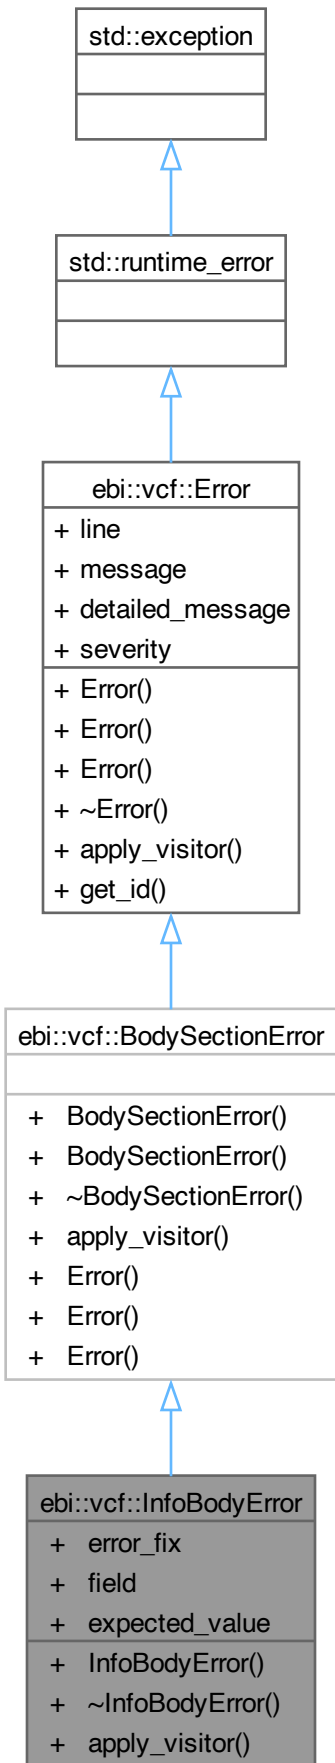 std::exception
std::runtime_error
ebi::vcf::Error
+ line
+ message
+ detailed_message
+ severity
+ Error()
+ Error()
+ Error()
+ ~Error()
+ apply_visitor()
+ get_id()
ebi::vcf::BodySectionError
+ BodySectionError()
+ BodySectionError()
+ ~BodySectionError()
+ apply_visitor()
+ Error()
+ Error()
+ Error()
ebi::vcf::InfoBodyError
+ error_fix
+ field
+ expected_value
+ InfoBodyError()
+ ~InfoBodyError()
+ apply_visitor()